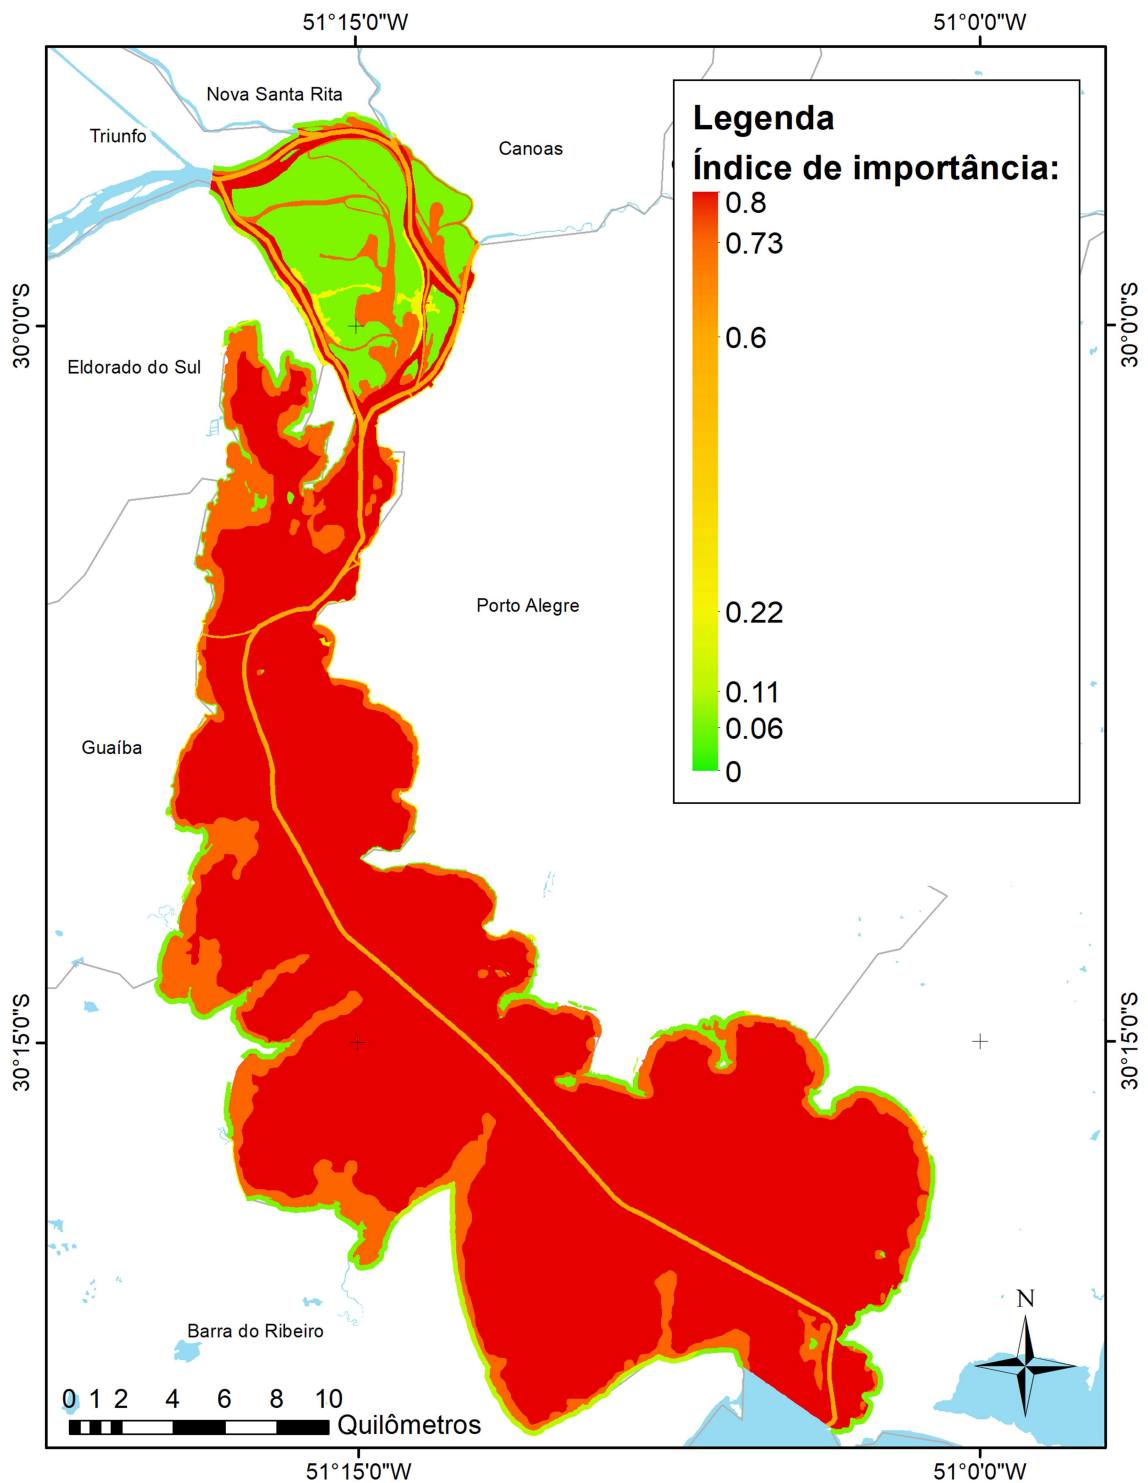 51°15'0"W
51°0'0"W
Nova Santa Rita
Triunfo
Canoas
Legenda
Índice de importância:
0.8
0.73
0.6
0.22
0.11
0.06
0
30°0'0"S
30°0'0"S
Eldorado do Sul
Porto Alegre
Guaíba
30°15'0"S
30°15'0"S
N
Barra do Ribeiro
0 1 2 4 6 8 10
Quilômetros
51°15'0"W
51°0'0"W